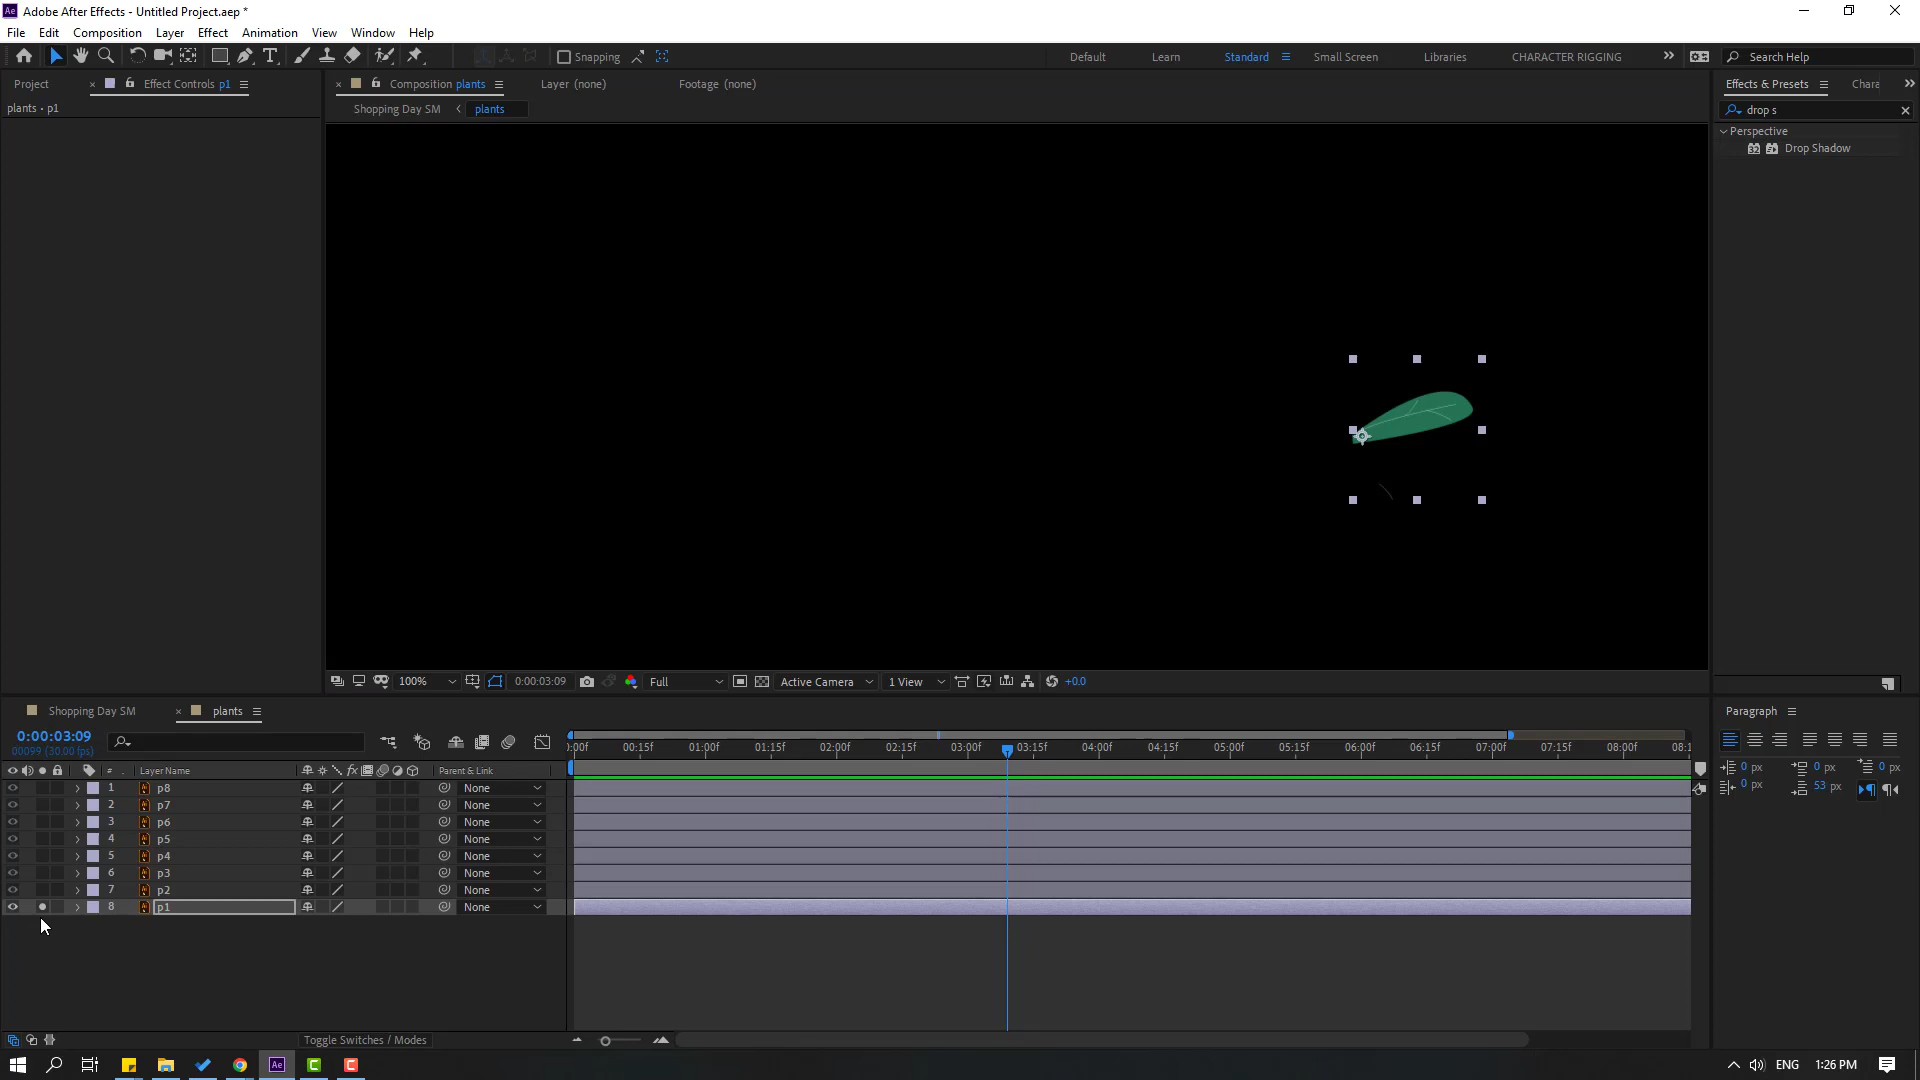 Ae Adobe After Effects - Untitled Project.aep *
File Edit Composition Layer Effect Animation View Window Help
Snapping Default Learn Standard Small Screen Libraries CHARACTER RIGGING Search Help
Project Effect Controls p1 Composition plants Layer (none) Footage (none) Effects & Presets Chara
plants • p1 Shopping Day SM plants drop s
Perspective
Drop Shadow
100% 0:00:03:09 Full Active Camera 1 View +0.0
Shopping Day SM plants Paragraph
0:00:03:09
00099 (30.00 fps)
:00f 00:15f 01:00f 01:15f 02:00f 02:15f 03:00f 03:15f 04:00f 04:15f 05:00f 05:15f 06:00f 06:15f 07:00f 07:15f 08:00f 08:1
# Layer Name Parent & Link
0 px 0 px 0 px
0 px 53 px
1 p8 None
2 p7 None
3 p6 None
4 p5 None
5 p4 None
6 p3 None
7 p2 None
8 p1 None
Toggle Switches / Modes
Ae ENG 1:26 PM